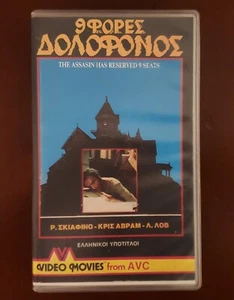 9 ΦΟΡΕΣ
ΔΟΛΟΦΟΝΟΣ
THE ASSASIN HAS RESERVED 9 SEATS
Ρ. ΣΚΙΑΦΙΝΟ - ΚΡΙΣ ΑΒΡΑΜ - Λ. ΛΟΒ
ΕΛΛΗΝΙΚΟΙ ΥΠΟΤΙΤΛΟΙ
VIDEO MOVIES from AVC